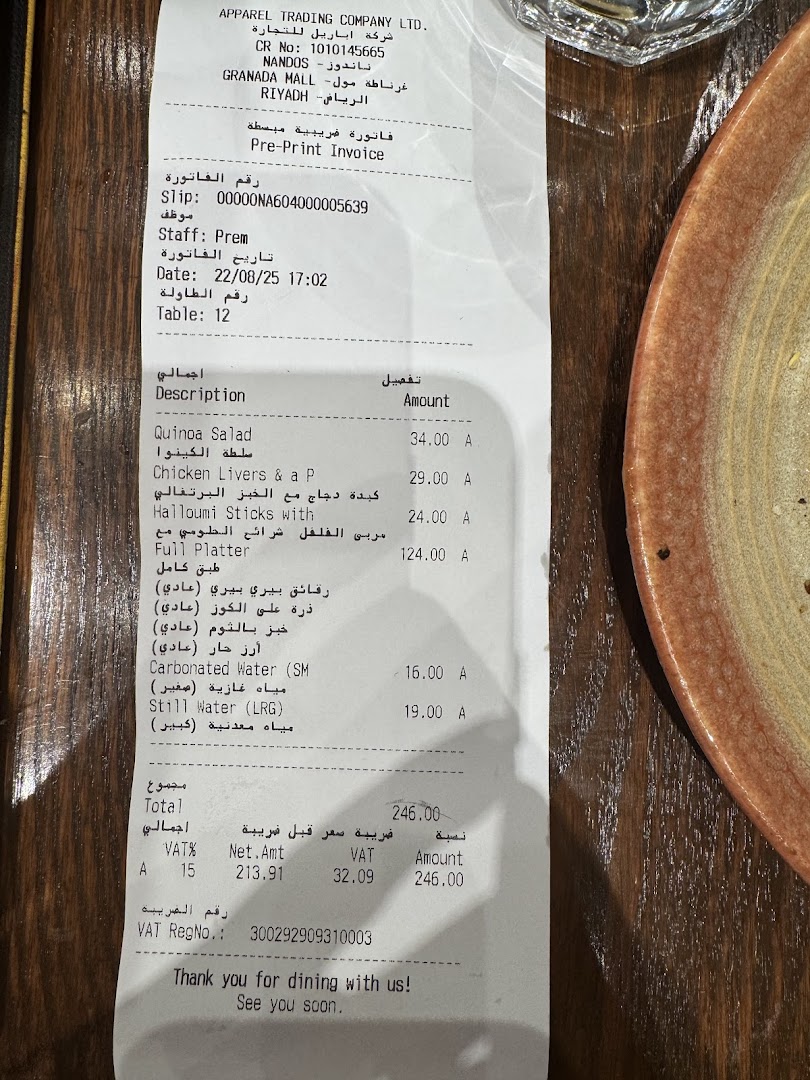 APPAREL TRADING COMPANY LTD.
شركة اباريل للتجارة
CR No: 1010145665
NANDOS -ناندوز
GRANADA MALL -غرناطة مول
RIYADH -الرياض
فاتورة ضريبية مبسطة
Pre-Print Invoice
رقم الفاتورة
Slip: 00000NA604000005639
موظف
Staff: Prem
تاريخ الفاتورة
Date: 22/08/25 17:02
رقم الطاولة
Table: 12
اجمالي تفصيل
Description Amount
Quinoa Salad 34.00 A
سلطة الكينوا
Chicken Livers & a P 29.00 A
كبدة دجاج مع الخبز البرتغالي
Halloumi Sticks with 24.00 A
مربى الفلفل شرائح الحلومي مع
Full Platter 124.00 A
طبق كامل
رقائق بيري بيري (عادي)
ذرة على الكوز (عادي)
خبز بالثوم (عادي)
أرز حار (عادي)
Carbonated Water (SM 16.00 A
مياه غازية (صغير)
Still Water (LRG) 19.00 A
مياه معدنية (كبير)
مجموع
Total 246.00
اجمالي ضريبة سعر قبل ضريبة نسبة
VAT% Net.Amt VAT Amount
A 15 213.91 32.09 246.00
رقم الضريبة
VAT RegNo.: 300292909310003
Thank you for dining with us!
See you soon.